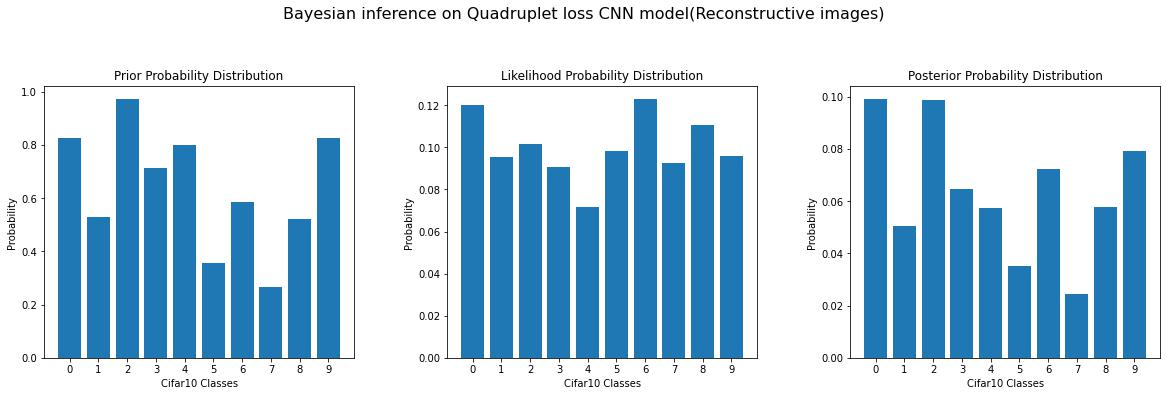 Bayesian inference on Quadruplet loss CNN model(Reconstructive images)
Prior Probability Distribution
Probability
1.0
0.8
0.6
0.4
0.2
0.0
0 1 2 3 4 5 6 7 8 9
Cifar10 Classes
Likelihood Probability Distribution
Probability
0.12
0.10
0.08
0.06
0.04
0.02
0.00
0 1 2 3 4 5 6 7 8 9
Cifar10 Classes
Posterior Probability Distribution
Probability
0.10
0.08
0.06
0.04
0.02
0.00
0 1 2 3 4 5 6 7 8 9
Cifar10 Classes